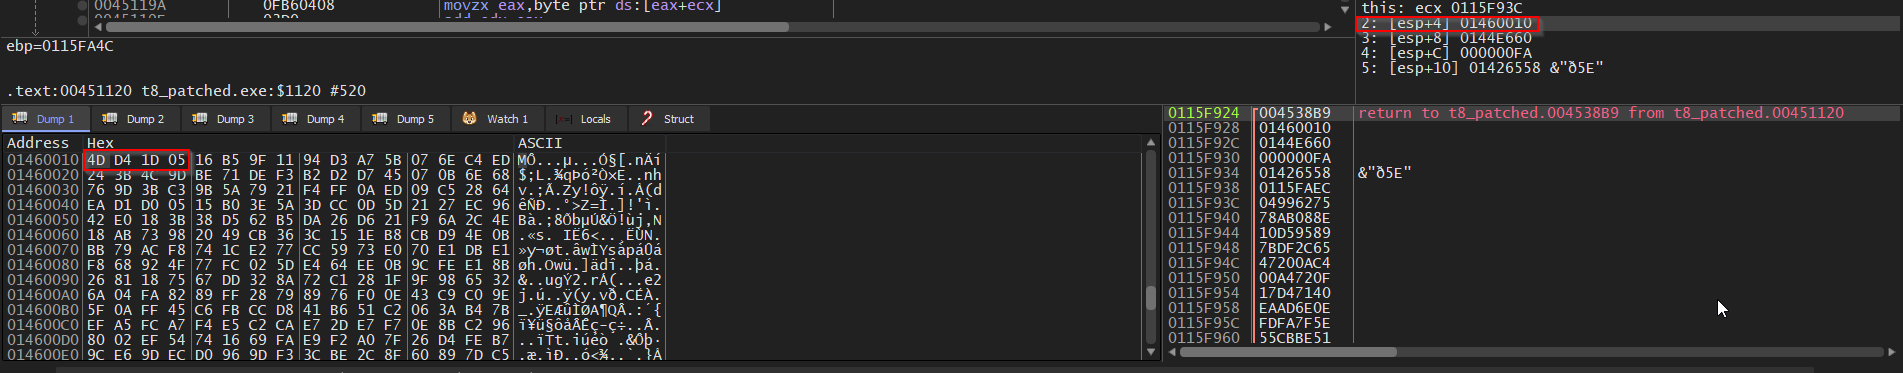 0045119A 0FB60408 movzx eax,byte ptr ds:[eax+ecx]
ebp=0115FA4C
.text:00451120 t8_patched.exe:$1120 #520
this: ecx 0115F93C
2: [esp+4] 01460010
3: [esp+8] 0144E660
4: [esp+C] 000000FA
5: [esp+10] 01426558 &"ð5E"
Dump 1 Dump 2 Dump 3 Dump 4 Dump 5 Watch 1 Locals Struct
Address Hex ASCII
01460010 4D D4 1D 05 16 B5 9F 11 94 D3 A7 5B 07 6E C4 ED MÔ...µ...Ó§[.nÄí
01460020 24 3B 4C 9D BE 71 DE F3 B2 D2 D7 45 07 0B 6E 68 $;L.¾qÞó²Ò×E..nh
01460030 76 9D 3B C3 9B 5A 79 21 F4 FF 0A ED 09 C5 28 64 v.;Ã.Zy!ôÿ.í.Å(d
01460040 EA D1 D0 05 15 B0 3E 5A 3D CC 0D 5D 21 27 EC 96 êÑÐ..°>Z=Ì.]!'ì.
01460050 42 E0 18 3B 38 D5 62 B5 DA 26 D6 21 F9 6A 2C 4E Bà.;8ÕbµÚ&Ö!ùj,N
01460060 18 AB 73 98 20 49 CB 36 3C 15 1E B8 CB D9 4E 0B .«s. IË6<..¸ËÙN.
01460070 BB 79 AC F8 74 1C E2 77 CC 59 73 E0 70 E1 DB E1 »y¬øt.âwÌYsàpáÛá
01460080 F8 68 92 4F 77 FC 02 5D E4 64 EE 0B 9C FE E1 8B øh.Owü.]ädî..þá.
01460090 26 81 18 75 67 DD 32 8A 72 C1 28 1F 9F 98 65 32 &..ugÝ2.rÁ(...e2
014600A0 6A 04 FA 82 89 FF 28 79 89 76 F0 0E 43 C9 C0 9E j.ú..ÿ(y.vð.CÉÀ.
014600B0 5F 0A FF 45 C6 FB CC D8 41 B6 51 C2 06 3A B4 7B _.ÿEÆûÌØA¶QÂ.:´{
014600C0 EF A5 FC A7 F4 E5 C2 CA E7 2D E7 F7 0E 8B C2 96 ï¥ü§ôåÂÊç-ç÷..Â.
014600D0 80 02 EF 54 74 16 69 FA E9 F2 A0 7F 26 D4 FE B7 ..ïTt.iúéò .&Ôþ·
014600E0 9C E6 9D EC D0 96 9D F3 3C BE 2C 8F 60 89 7D C5 .æ.ìÐ..ó<¾,.`.}Å
0115F924 004538B9 return to t8_patched.004538B9 from t8_patched.00451120
0115F928 01460010
0115F92C 0144E660
0115F930 000000FA
0115F934 01426558 &"ð5E"
0115F938 0115FAEC
0115F93C 04996275
0115F940 78AB088E
0115F944 10D59589
0115F948 7BDF2C65
0115F94C 47200AC4
0115F950 00A4720F
0115F954 17D47140
0115F958 EAAD6E0E
0115F95C FDFA7F5E
0115F960 55CBBE51